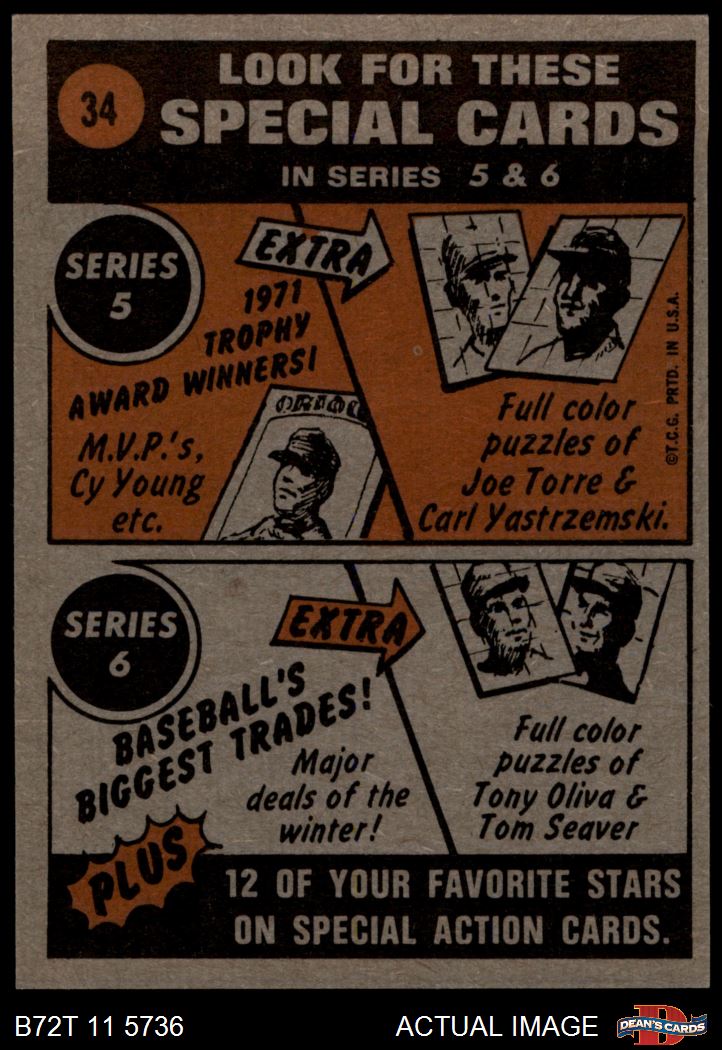 34
LOOK FOR THESE
SPECIAL CARDS
IN SERIES 5 & 6
SERIES
5
EXTRA
1971
TROPHY
AWARD WINNERS!
M.V.P.'s,
Cy Young
etc.
Full color
puzzles of
Joe Torre &
Carl Yastrzemski.
©T.C.G. PRTD. IN U.S.A.
SERIES
6
EXTRA
BASEBALL'S
BIGGEST TRADES!
Major
deals of the
winter!
Full color
puzzles of
Tony Oliva &
Tom Seaver
PLUS
12 OF YOUR FAVORITE STARS
ON SPECIAL ACTION CARDS.
B72T 11 5736
ACTUAL IMAGE
DEAN'S CARDS